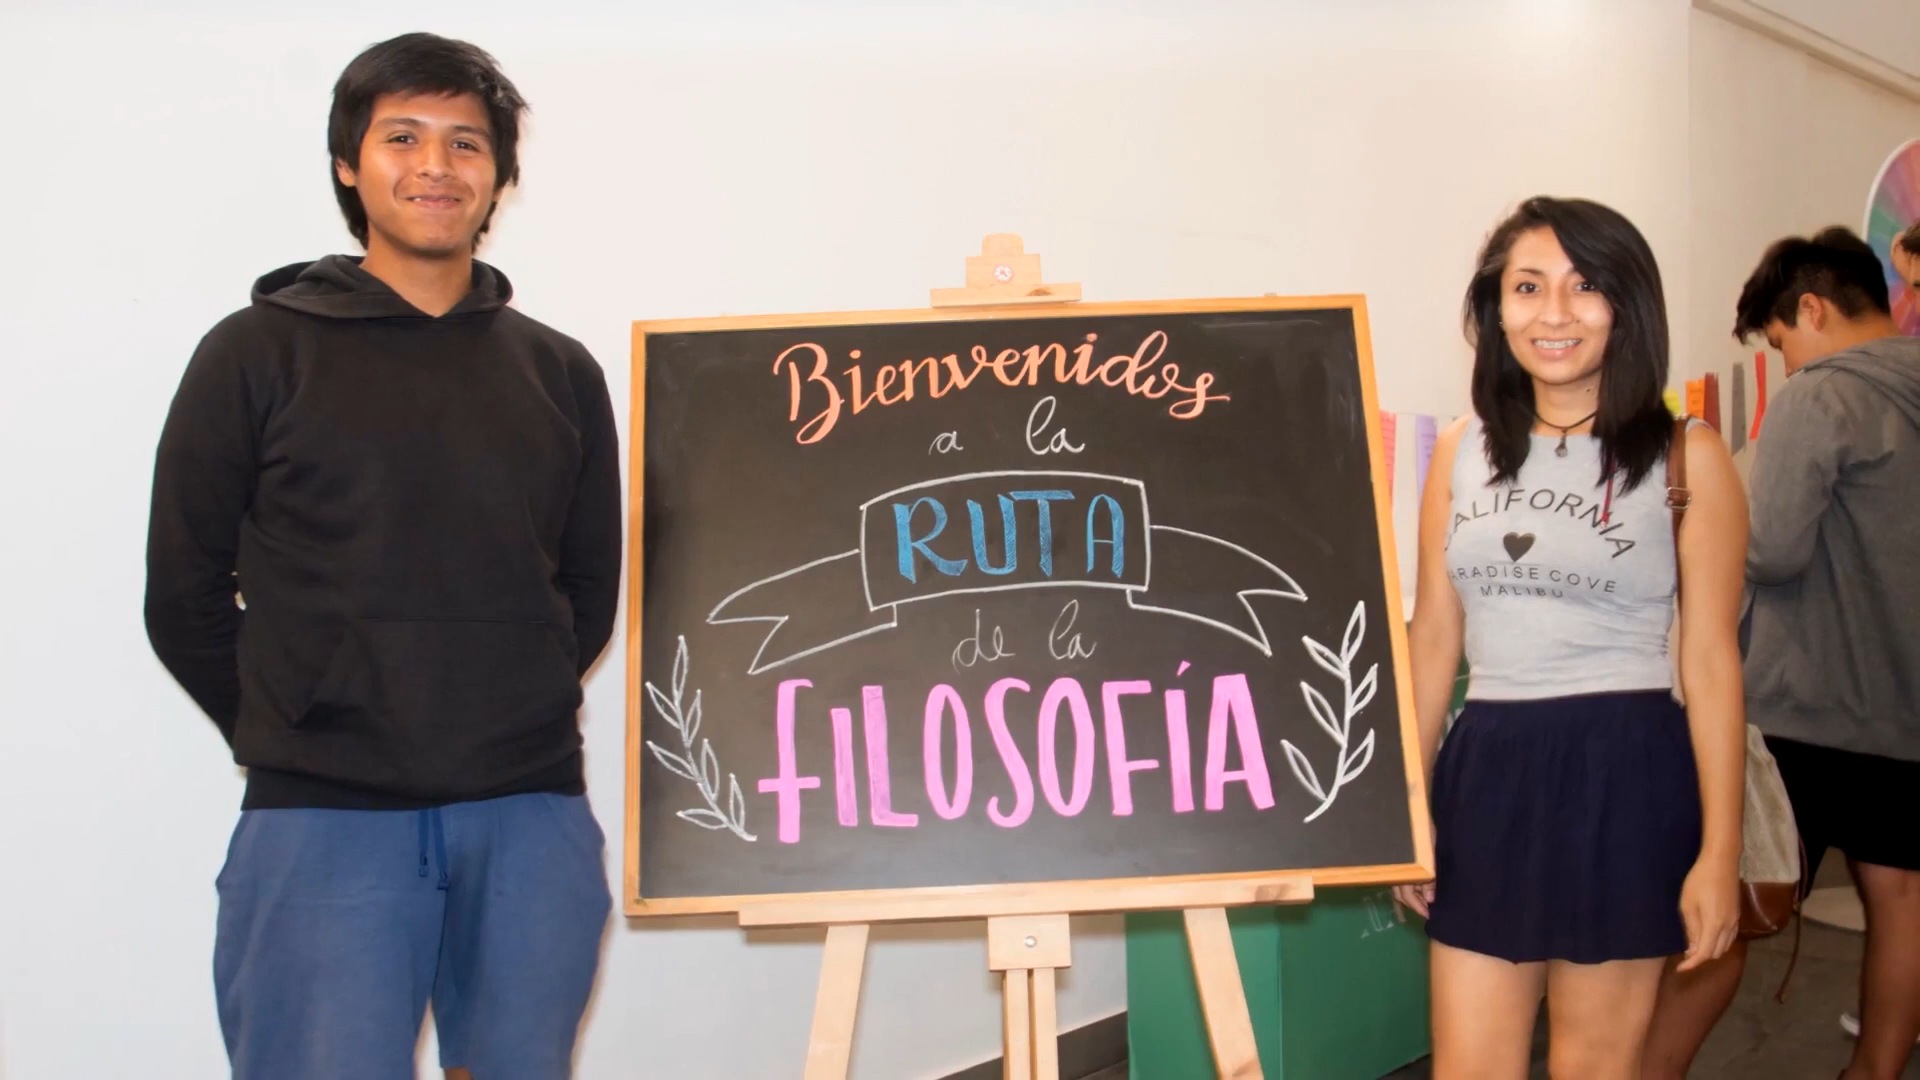 Bienvenidos
a la
RUTA
de la
FILOSOFÍA
CALIFORNIA
PARADISE COVE
MALIBU